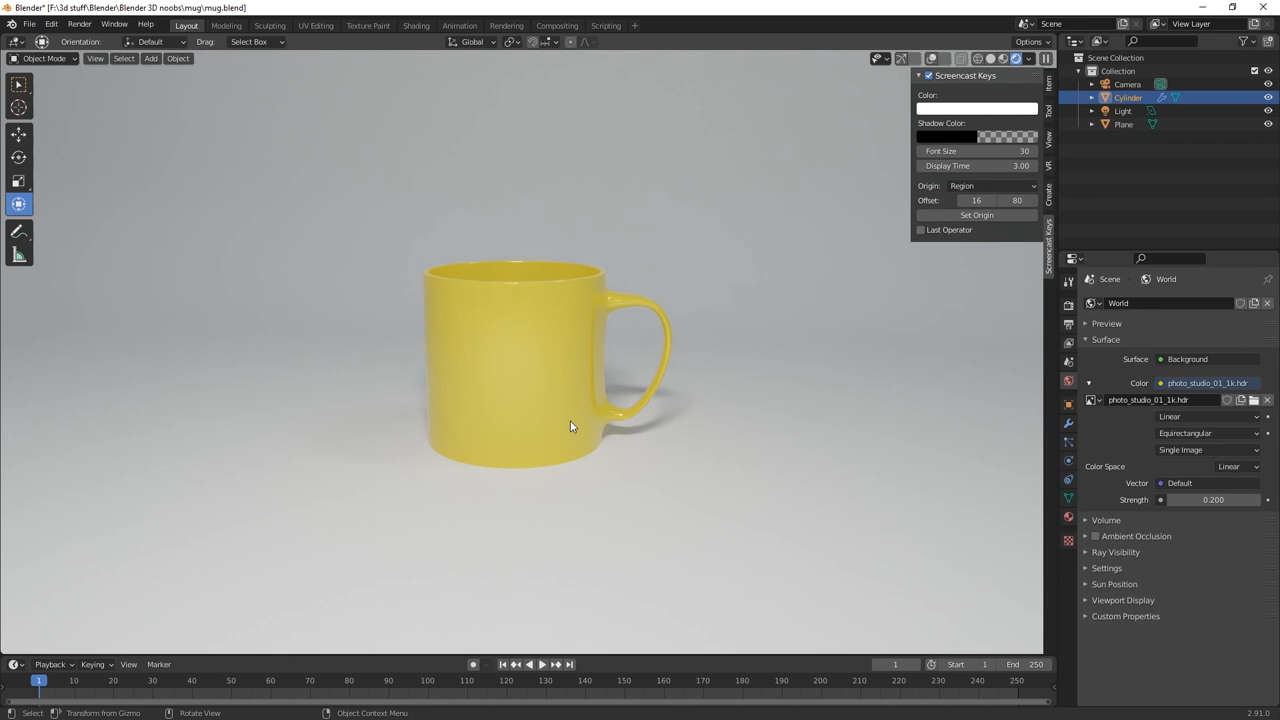 Blender* [F:\3d stuff\Blender\Blender 3D noobs\mug\mug.blend]
File Edit Render Window Help Layout Modeling Sculpting UV Editing Texture Paint Shading Animation Rendering Compositing Scripting Scene View Layer
Orientation: Default Drag: Select Box Global Options
Object Mode View Select Add Object
Screencast Keys
Color:
Shadow Color:
Font Size 30
Display Time 3.00
Origin: Region
Offset: 16 80
Set Origin
Last Operator
Item
Tool
View
VR
Create
Screencast Keys
Scene Collection
Collection
Camera
Cylinder
Light
Plane
Scene World
World
Preview
Surface
Surface Background
Color photo_studio_01_1k.hdr
photo_studio_01_1k.hdr
Linear
Equirectangular
Single Image
Color Space Linear
Vector Default
Strength 0.200
Volume
Ambient Occlusion
Ray Visibility
Settings
Sun Position
Viewport Display
Custom Properties
Playback Keying View Marker 1 Start 1 End 250
1 10 20 30 40 50 60 70 80 90 100 110 120 130 140 150 160 170 180 190 200 210 220 230 240 250
Select Transform from Gizmo Rotate View Object Context Menu 2.91.0